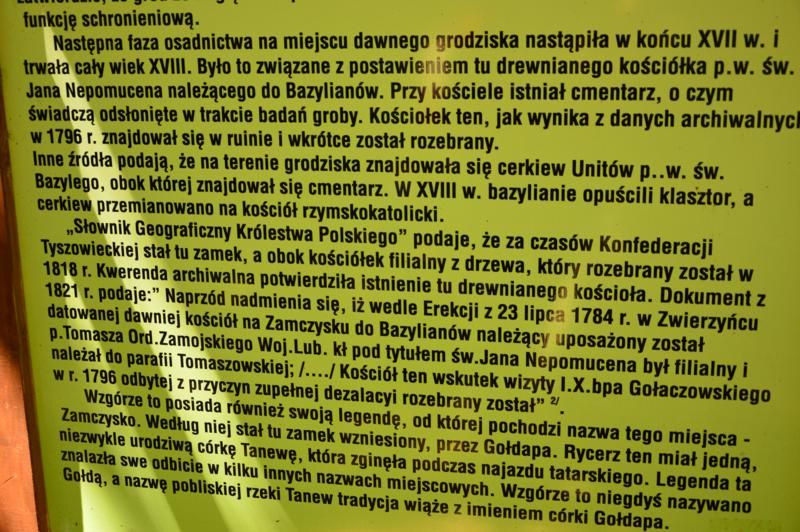 funkcję schronieniową.
Następna faza osadnictwa na miejscu dawnego grodziska nastąpiła w końcu XVII w. i
trwała cały wiek XVIII. Było to związane z postawieniem tu drewnianego kościółka p.w. św.
Jana Nepomucena należącego do Bazylianów. Przy kościele istniał cmentarz, o czym
świadczą odsłonięte w trakcie badań groby. Kościołek ten, jak wynika z danych archiwalnych
w 1796 r. znajdował się w ruinie i wkrótce został rozebrany.
Inne źródła podają, że na terenie grodziska znajdowała się cerkiew Unitów p..w. św.
Bazylego, obok której znajdował się cmentarz. W XVIII w. bazylianie opuścili klasztor, a
cerkiew przemianowano na kościół rzymskokatolicki.
„Słownik Geograficzny Królestwa Polskiego” podaje, że za czasów Konfederacji
Tyszowieckiej stał tu zamek, a obok kościółek filialny z drzewa, który rozebrany został w
1818 r. Kwerenda archiwalna potwierdziła istnienie tu drewnianego kościoła. Dokument z
1821 r. podaje:” Naprzód nadmienia się, iż wedle Erekcji z 23 lipca 1784 r. w Zwierzyńcu
datowanej dawniej kościół na Zamczysku do Bazylianów należący uposażony został
p.Tomasza Ord.Zamojskiego Woj.Lub. kł pod tytułem św.Jana Nepomucena był filialny i
należał do parafii Tomaszowskiej; /..../ Kościół ten wskutek wizyty I.X.bpa Gołaczowskiego
w r. 1796 odbytej z przyczyn zupełnej dezalacyi rozebrany został” 2/.
Wzgórze to posiada również swoją legendę, od której pochodzi nazwa tego miejsca -
Zamczysko. Według niej stał tu zamek wzniesiony, przez Gołdapa. Rycerz ten miał jedną,
niezwykle urodziwą córkę Tanewę, która zginęła podczas najazdu tatarskiego. Legenda ta
znalazła swe odbicie w kilku innych nazwach miejscowych. Wzgórze to niegdyś nazywano
Gołdą, a nazwę pobliskiej rzeki Tanew tradycja wiąże z imieniem córki Gołdapa.